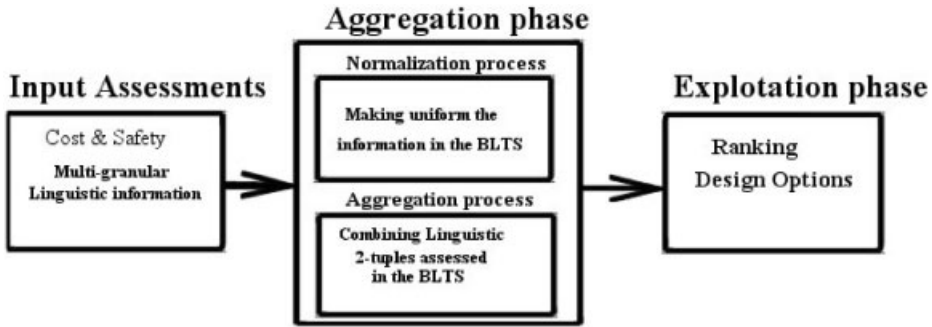 Input Assessments
Cost & Safety
Multi-granular
Linguistic information
Aggregation phase
Normalization process
Making uniform the
information in the BLTS
Aggregation process
Combining Linguistic
2-tuples assessed
in the BLTS
Explotation phase
Ranking
Design Options